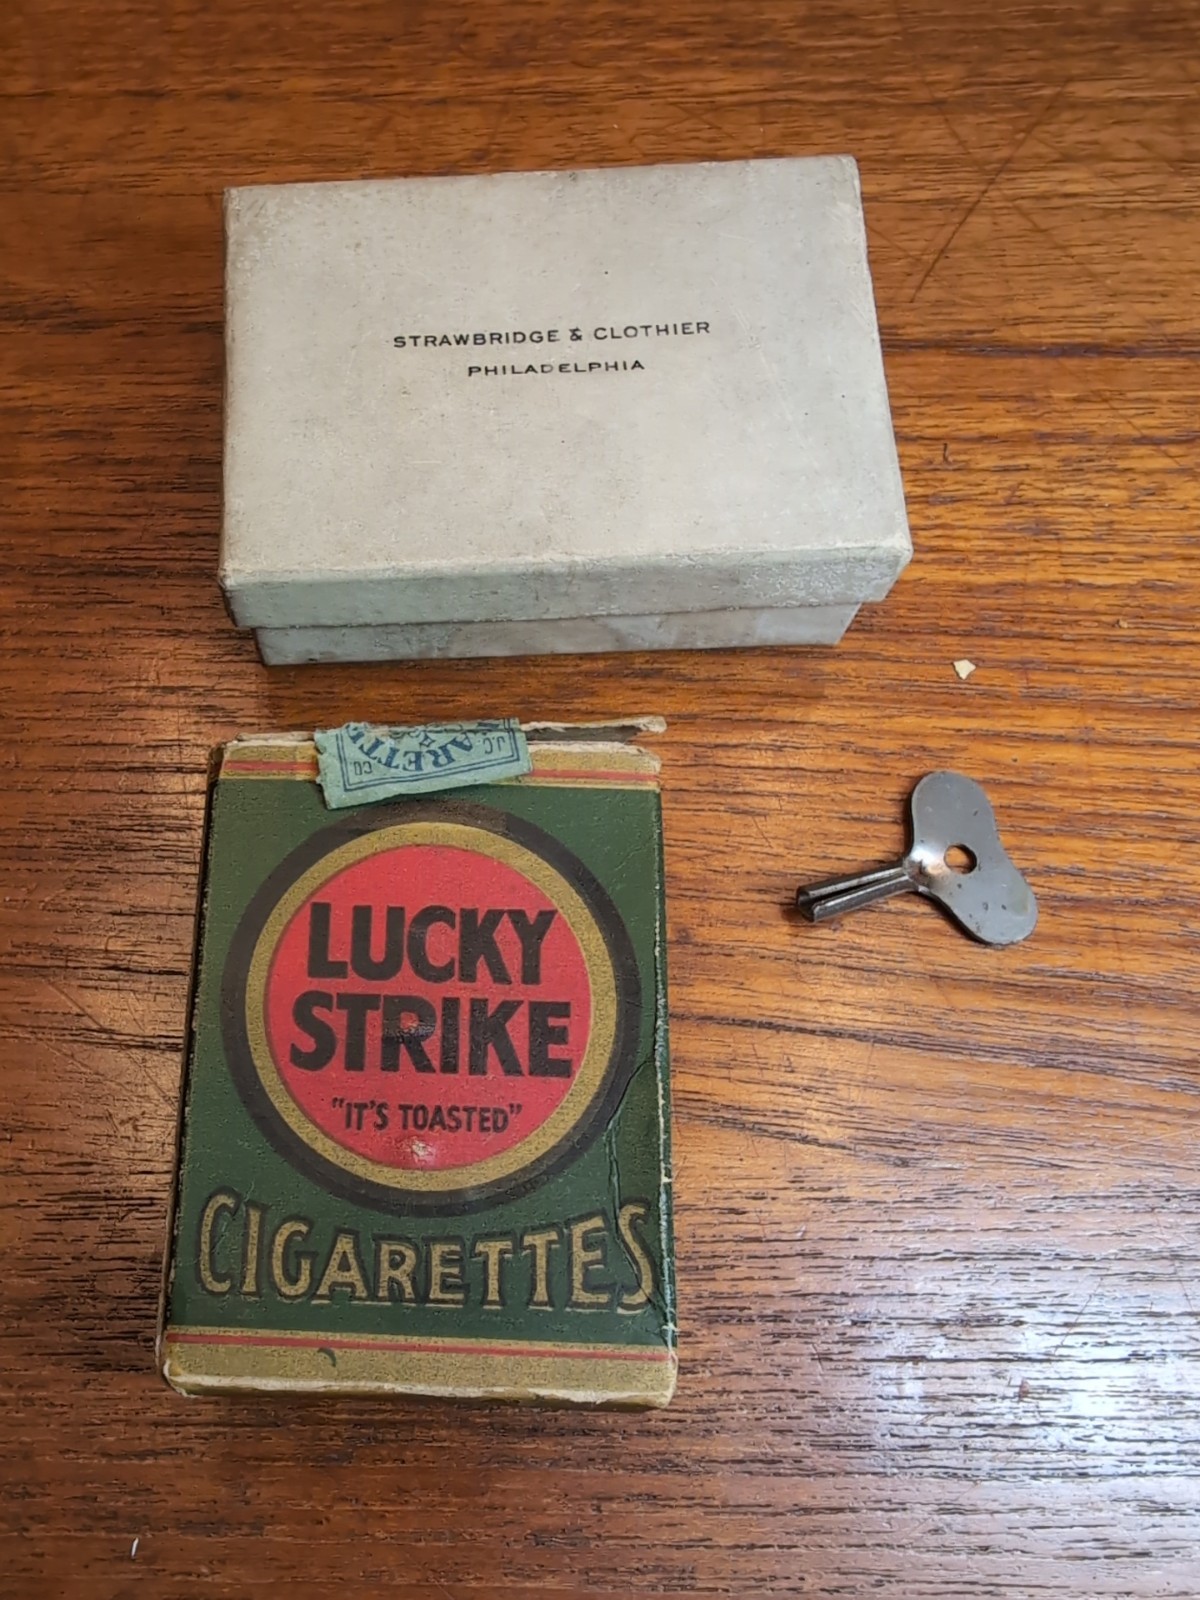 STRAWBRIDGE & CLOTHIER
PHILADELPHIA
LUCKY
STRIKE
"IT'S TOASTED"
CIGARETTES